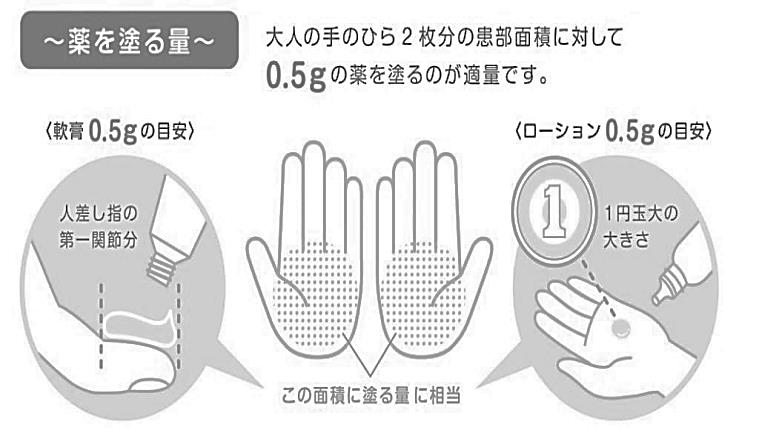 ～薬を塗る量～
大人の手のひら2枚分の患部面積に対して
0.5gの薬を塗るのが適量です。
〈軟膏0.5gの目安〉
〈ローション0.5gの目安〉
人差し指の
第一関節分
1
1円玉大の
大きさ
この面積に塗る量に相当